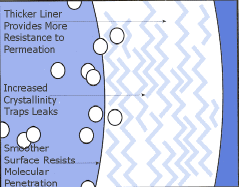 Thicker Liner
Provides More
Resistance to
Permeation
Increased
Crystallinity
Traps Leaks
Smoother
Surface Resists
Molecular
Penetration